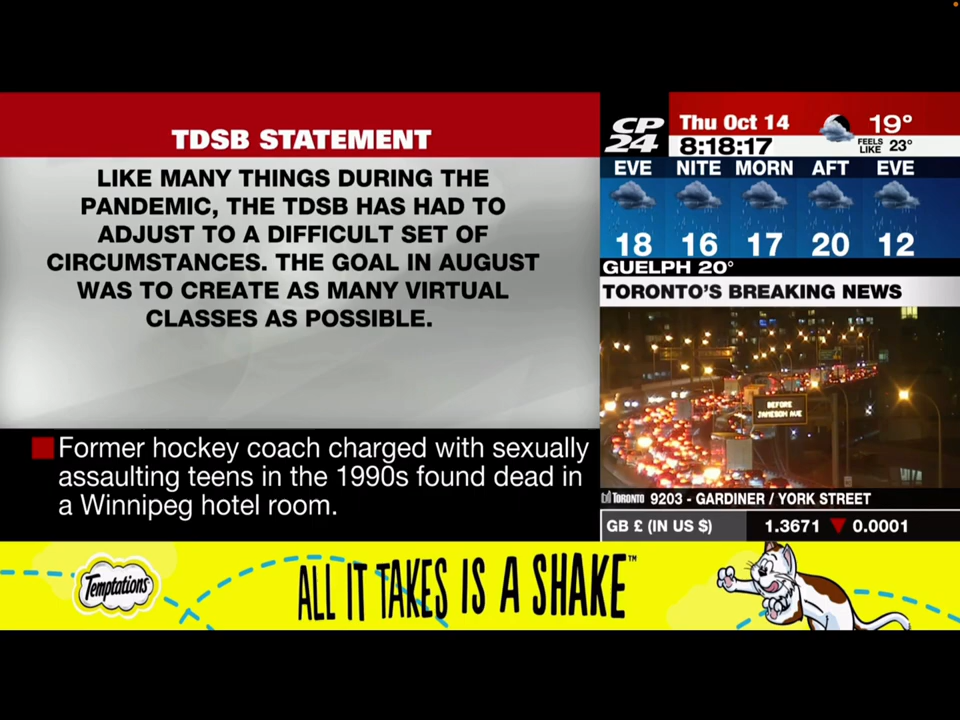 TDSB STATEMENT
LIKE MANY THINGS DURING THE
PANDEMIC, THE TDSB HAS HAD TO
ADJUST TO A DIFFICULT SET OF
CIRCUMSTANCES. THE GOAL IN AUGUST
WAS TO CREATE AS MANY VIRTUAL
CLASSES AS POSSIBLE.
Former hockey coach charged with sexually
assaulting teens in the 1990s found dead in
a Winnipeg hotel room.
CP
24
Thu Oct 14
8:18:17
19°
FEELS
LIKE 23°
EVE NITE MORN AFT EVE
18 16 17 20 12
GUELPH 20°
TORONTO'S BREAKING NEWS
BEFORE
JAMESON AVE
TORONTO 9203 - GARDINER / YORK STREET
GB £ (IN US $) 1.3671 ▼ 0.0001
Temptations
ALL IT TAKES IS A SHAKE™